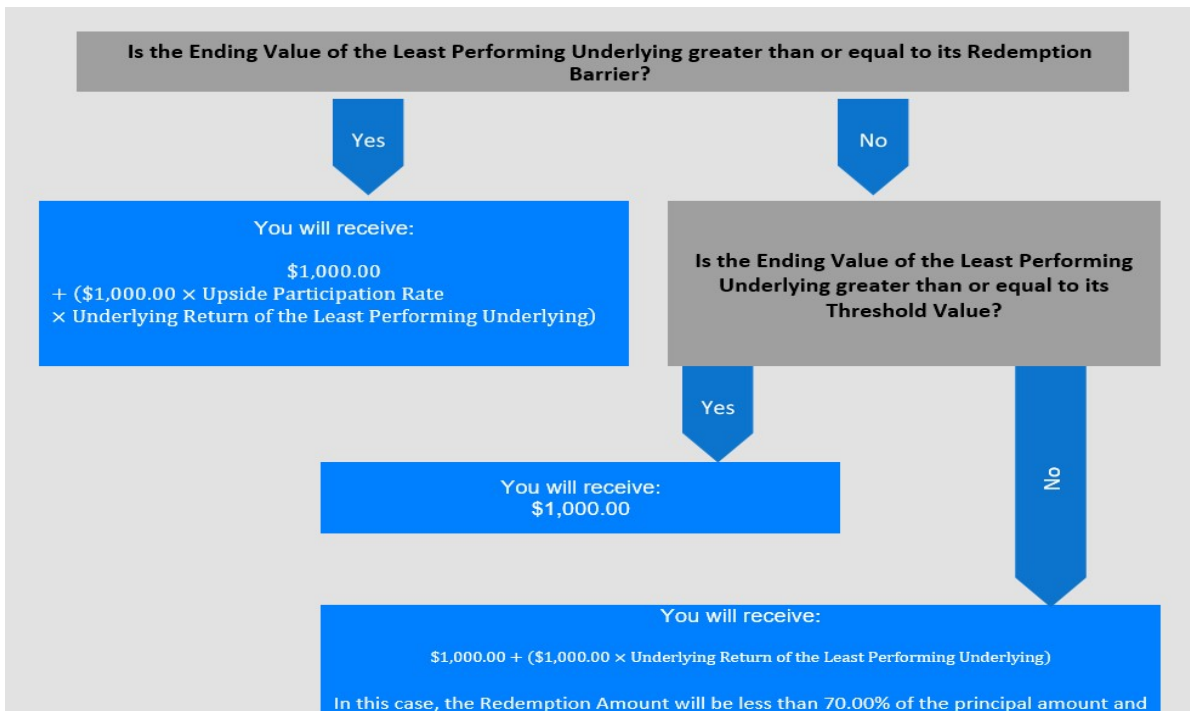 Is the Ending Value of the Least Performing Underlying greater than or equal to its Redemption
Barrier?
Yes
No
You will receive:
$1,000.00
+ ($1,000.00 × Upside Participation Rate
× Underlying Return of the Least Performing Underlying)
Is the Ending Value of the Least Performing
Underlying greater than or equal to its
Threshold Value?
Yes
No
You will receive:
$1,000.00
You will receive:
$1,000.00 + ($1,000.00 × Underlying Return of the Least Performing Underlying)
In this case, the Redemption Amount will be less than 70.00% of the principal amount and